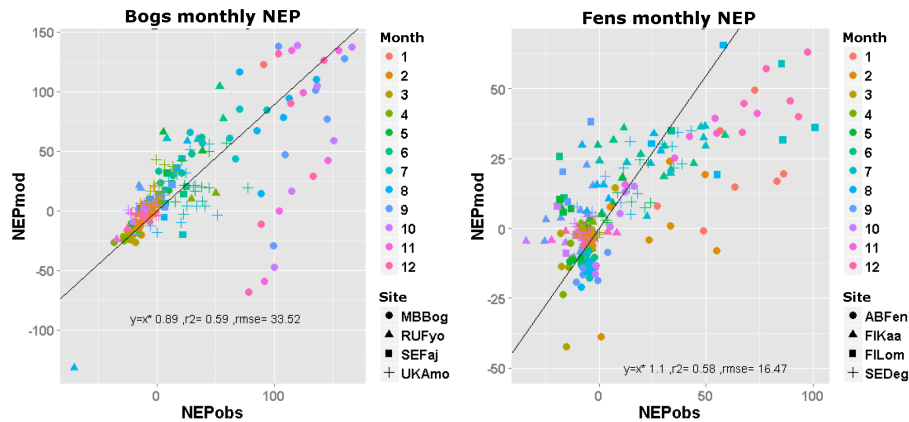 Bogs monthly NEP
NEPmod
150
100
50
0
-50
-100
0
100
NEPobs
y=x* 0.89 ,r2= 0.59 ,rmse= 33.52
Month
1
2
3
4
5
6
7
8
9
10
11
12
Site
MBBog
RUFyo
SEFaj
UKAmo
Fens monthly NEP
NEPmod
50
25
0
-25
-50
0
50
100
NEPobs
y=x* 1.1 ,r2= 0.58 ,rmse= 16.47
Month
1
2
3
4
5
6
7
8
9
10
11
12
Site
ABFen
FIKaa
FILom
SEDeg